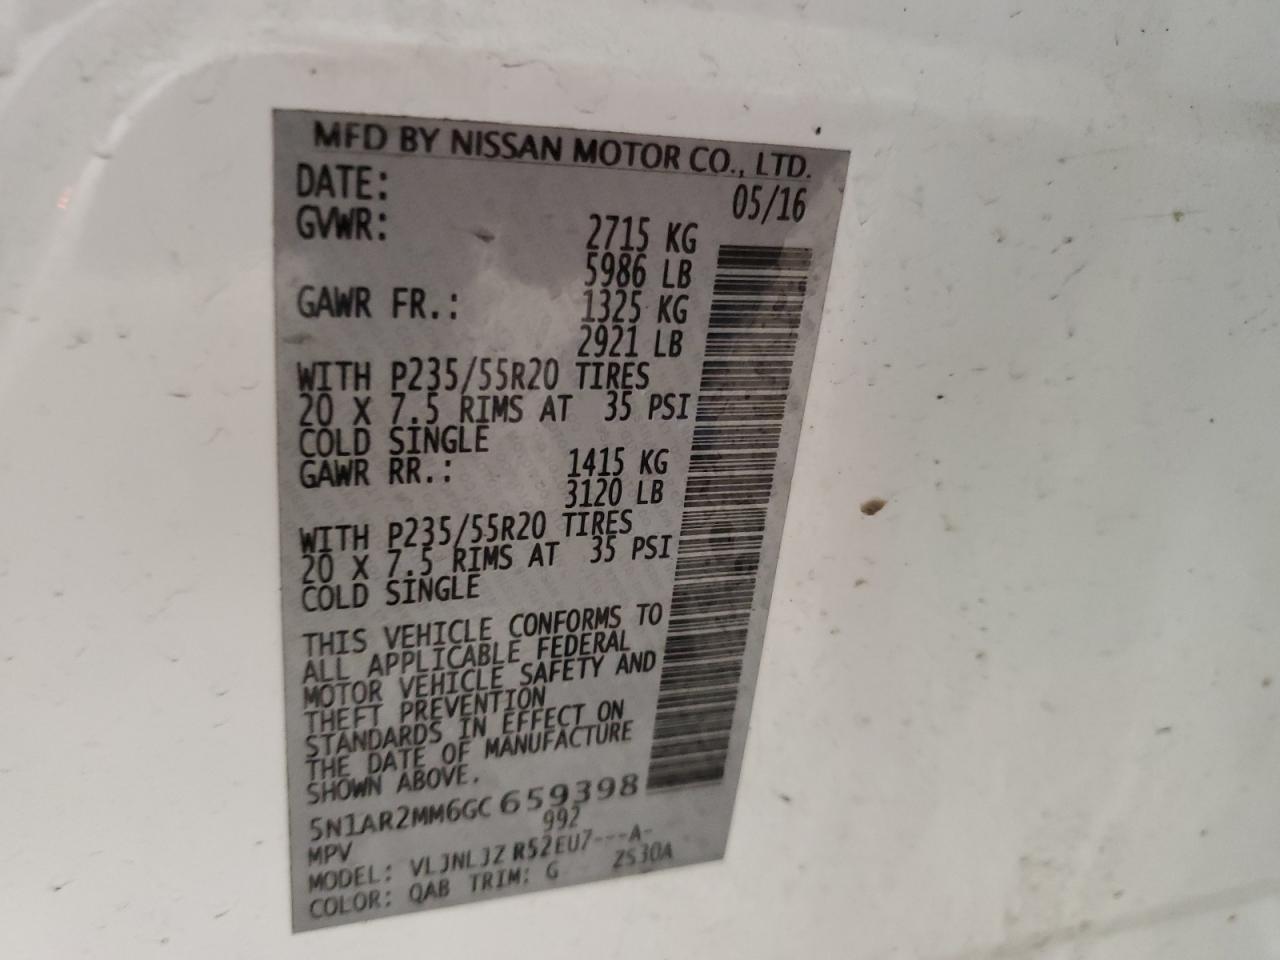 MFD BY NISSAN MOTOR CO., LTD.
DATE: 05/16
GVWR: 2715 KG
5986 LB
GAWR FR.: 1325 KG
2921 LB
WITH P235/55R20 TIRES
20 X 7.5 RIMS AT 35 PSI
COLD SINGLE
GAWR RR.: 1415 KG
3120 LB
WITH P235/55R20 TIRES
20 X 7.5 RIMS AT 35 PSI
COLD SINGLE
THIS VEHICLE CONFORMS TO
ALL APPLICABLE FEDERAL
MOTOR VEHICLE SAFETY AND
THEFT PREVENTION
STANDARDS IN EFFECT ON
THE DATE OF MANUFACTURE
SHOWN ABOVE.
5N1AR2MM6GC659398
MPV 992
MODEL: VLJNLJZ R52EU7---A-
COLOR: QAB TRIM: G ZS30A